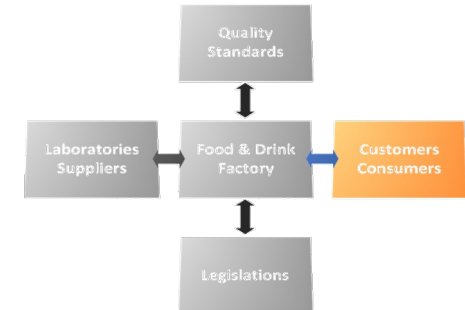 Quality
Standards
Laboratories
Suppliers
Food & Drink
Factory
Customers
Consumers
Legislations